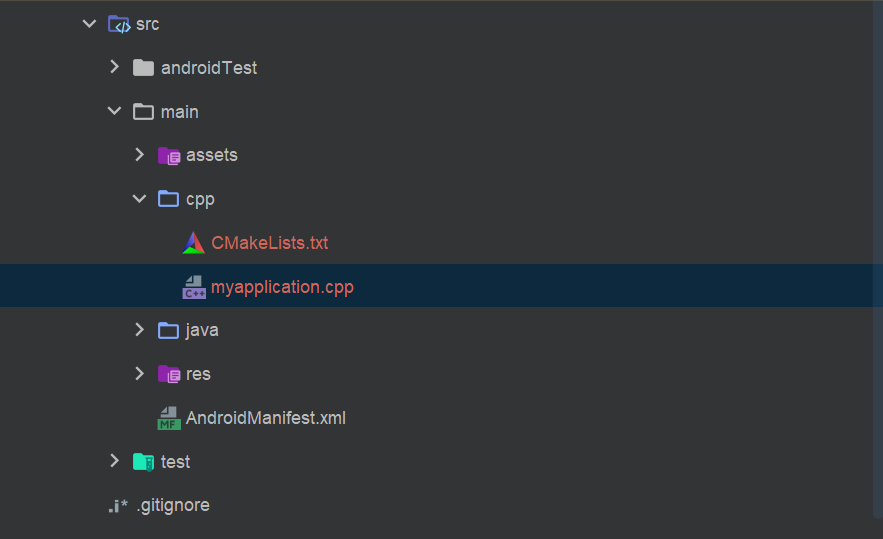 src
androidTest
main
assets
cpp
CMakeLists.txt
C++ myapplication.cpp
java
res
MF AndroidManifest.xml
test
.i* .gitignore